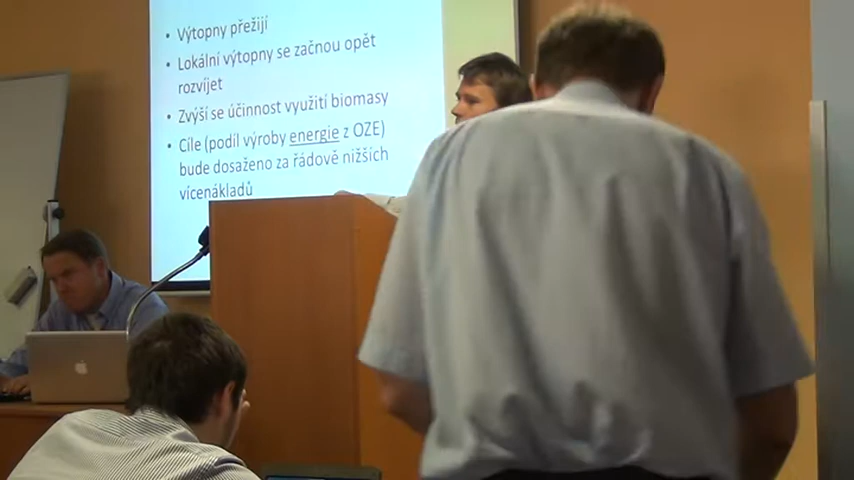 • Výtopny přežijí
• Lokální výtopny se začnou opět
rozvíjet
• Zvýší se účinnost využití biomasy
• Cíle (podíl výroby energie z OZE)
bude dosaženo za řádově nižších
vícenákladů